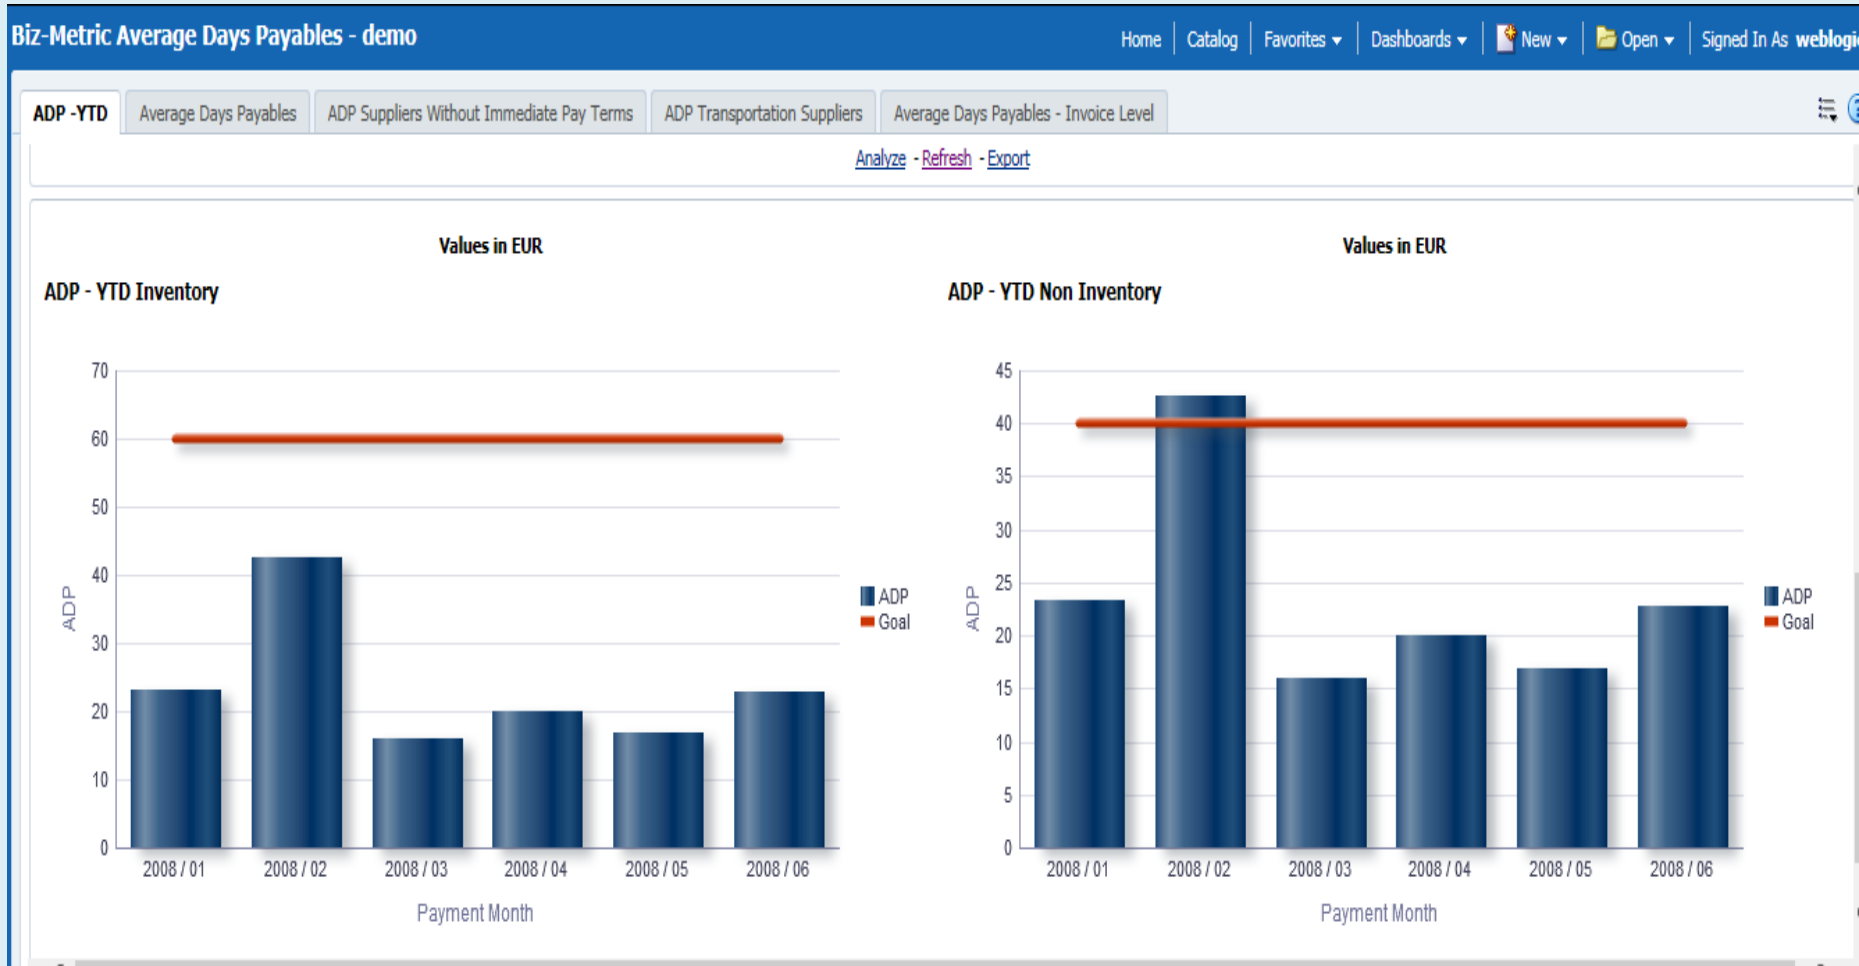 Biz-Metric Average Days Payables - demo
Home Catalog Favorites Dashboards New Open Signed In As weblogic
ADP -YTD Average Days Payables ADP Suppliers Without Immediate Pay Terms ADP Transportation Suppliers Average Days Payables - Invoice Level
Analyze - Refresh - Export
Values in EUR
ADP - YTD Inventory
70
60
50
40
30
20
10
0
ADP
2008 / 01 2008 / 02 2008 / 03 2008 / 04 2008 / 05 2008 / 06
Payment Month
ADP
Goal
Values in EUR
ADP - YTD Non Inventory
45
40
35
30
25
20
15
10
5
0
ADP
2008 / 01 2008 / 02 2008 / 03 2008 / 04 2008 / 05 2008 / 06
Payment Month
ADP
Goal